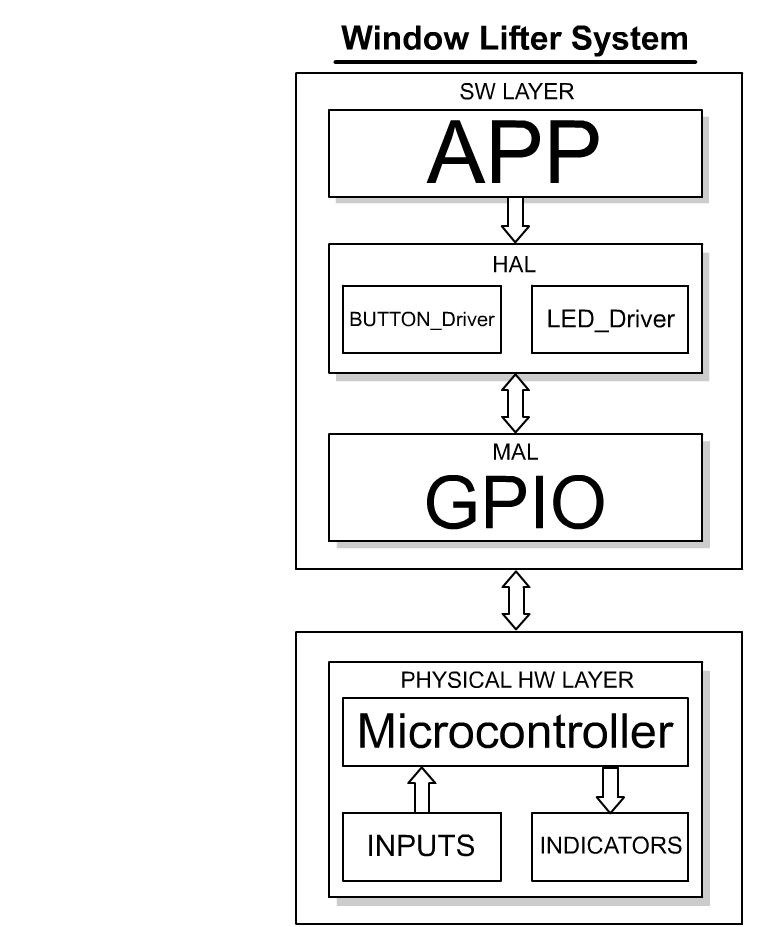 Window Lifter System
SW LAYER
APP
HAL
BUTTON_Driver
LED_Driver
MAL
GPIO
PHYSICAL HW LAYER
Microcontroller
INPUTS
INDICATORS